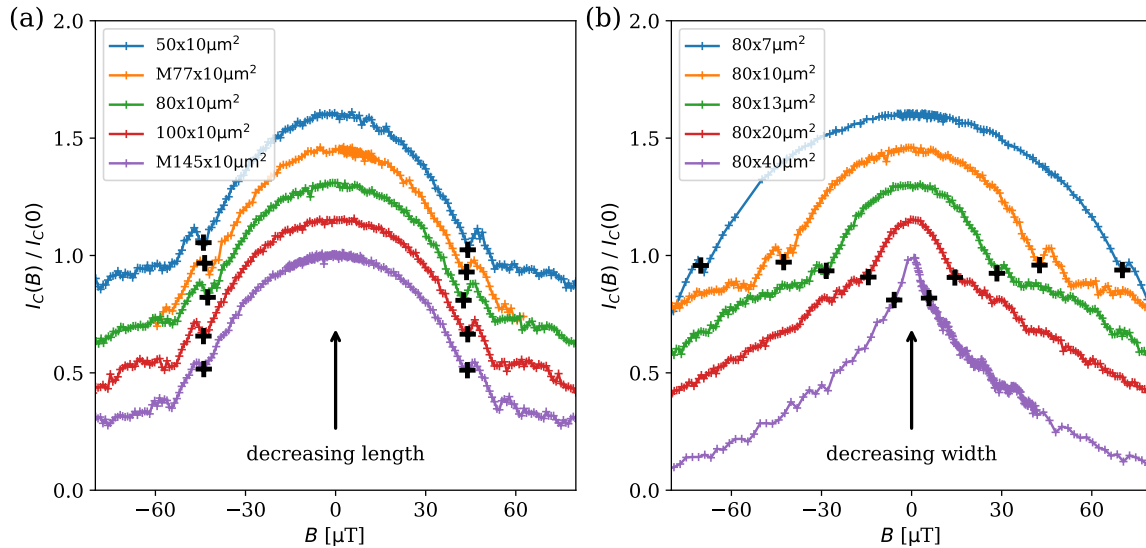 (a)
2.0
1.5
1.0
0.5
0.0
I_C(B) / I_C(0)
50x10μm²
M77x10μm²
80x10μm²
100x10μm²
M145x10μm²
decreasing length
−60 −30 0 30 60
B [μT]
(b)
2.0
1.5
1.0
0.5
0.0
I_C(B) / I_C(0)
80x7μm²
80x10μm²
80x13μm²
80x20μm²
80x40μm²
decreasing width
−60 −30 0 30 60
B [μT]